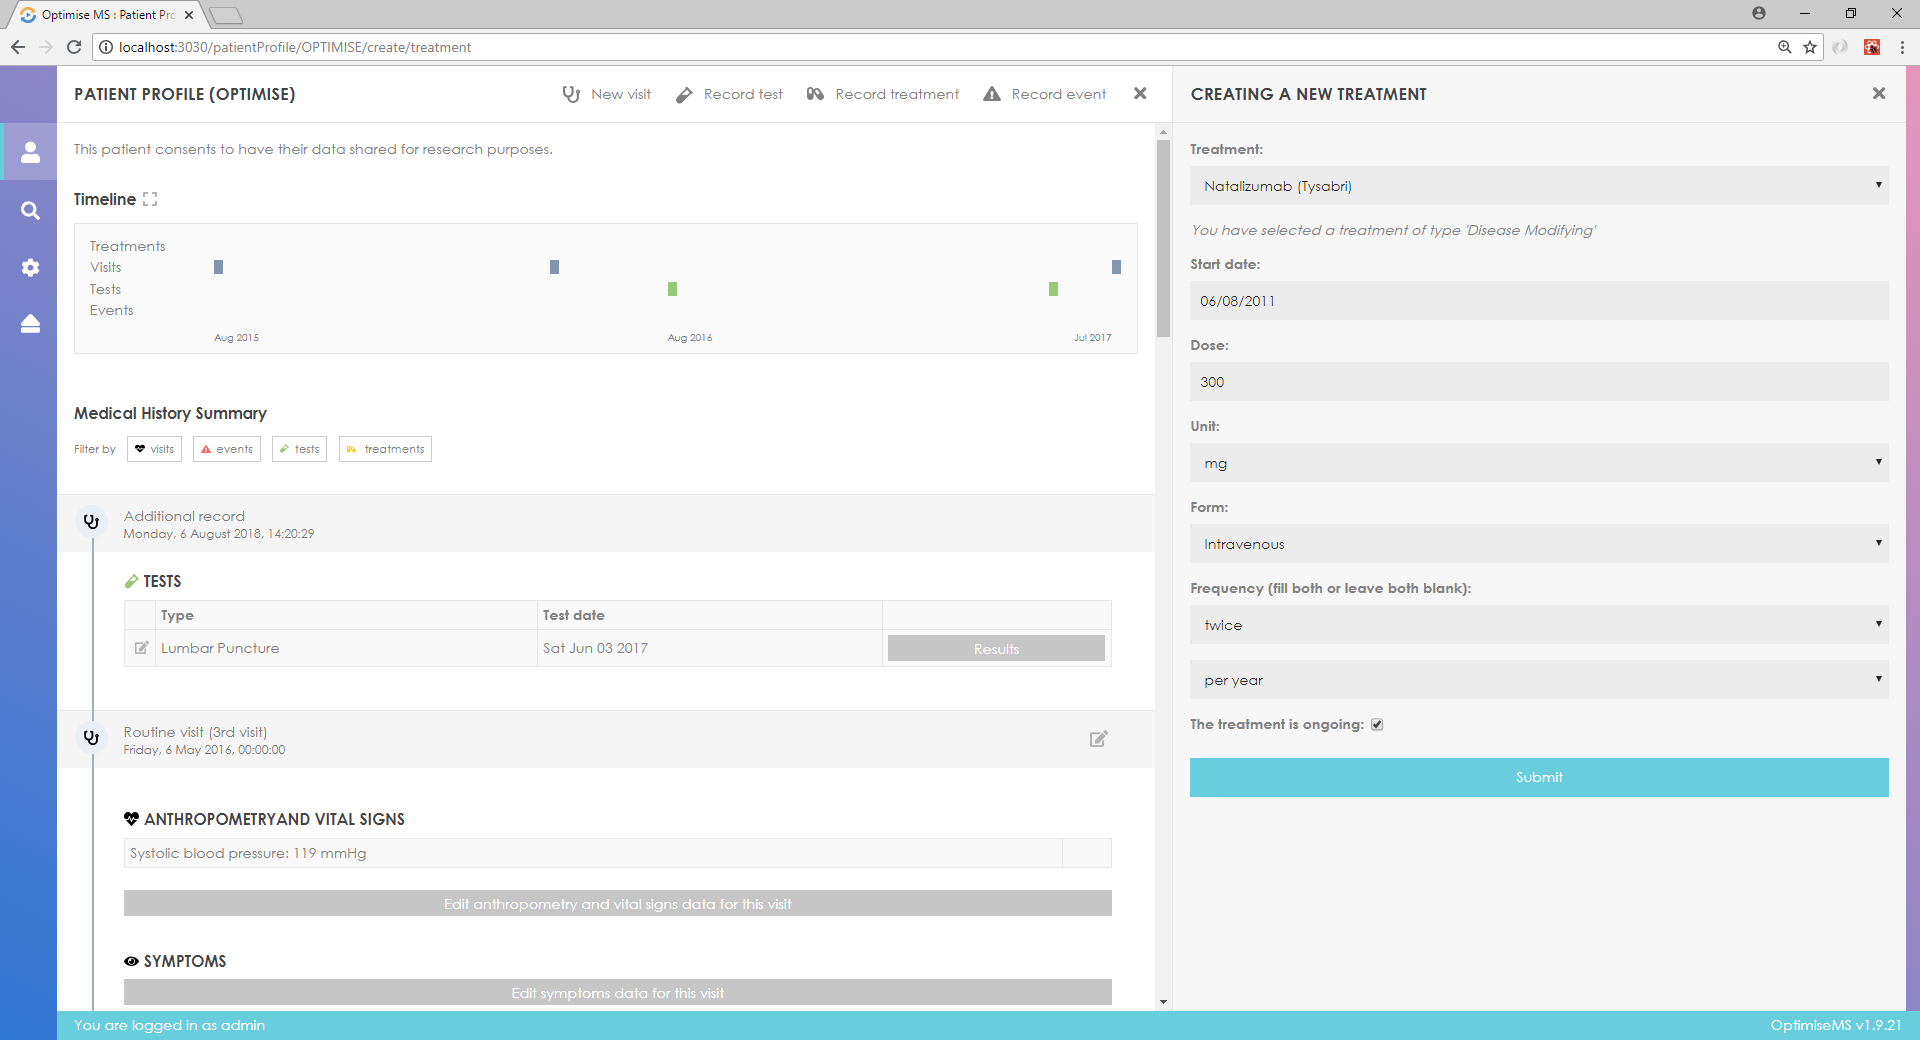 Optimise MS : Patient Pro
localhost:3030/patientProfile/OPTIMISE/create/treatment
PATIENT PROFILE (OPTIMISE)
New visit
Record test
Record treatment
Record event
This patient consents to have their data shared for research purposes.
Timeline
Treatments
Visits
Tests
Events
Aug 2015
Aug 2016
Jul 2017
Medical History Summary
Filter by
visits
events
tests
treatments
Additional record
Monday, 6 August 2018, 14:20:29
TESTS
Type Test date
Lumbar Puncture Sat Jun 03 2017 Results
Routine visit (3rd visit)
Friday, 6 May 2016, 00:00:00
ANTHROPOMETRYAND VITAL SIGNS
Systolic blood pressure: 119 mmHg
Edit anthropometry and vital signs data for this visit
SYMPTOMS
Edit symptoms data for this visit
CREATING A NEW TREATMENT
Treatment:
Natalizumab (Tysabri)
You have selected a treatment of type 'Disease Modifying'
Start date:
06/08/2011
Dose:
300
Unit:
mg
Form:
Intravenous
Frequency (fill both or leave both blank):
twice
per year
The treatment is ongoing:
Submit
You are logged in as admin
OptimiseMS v1.9.21